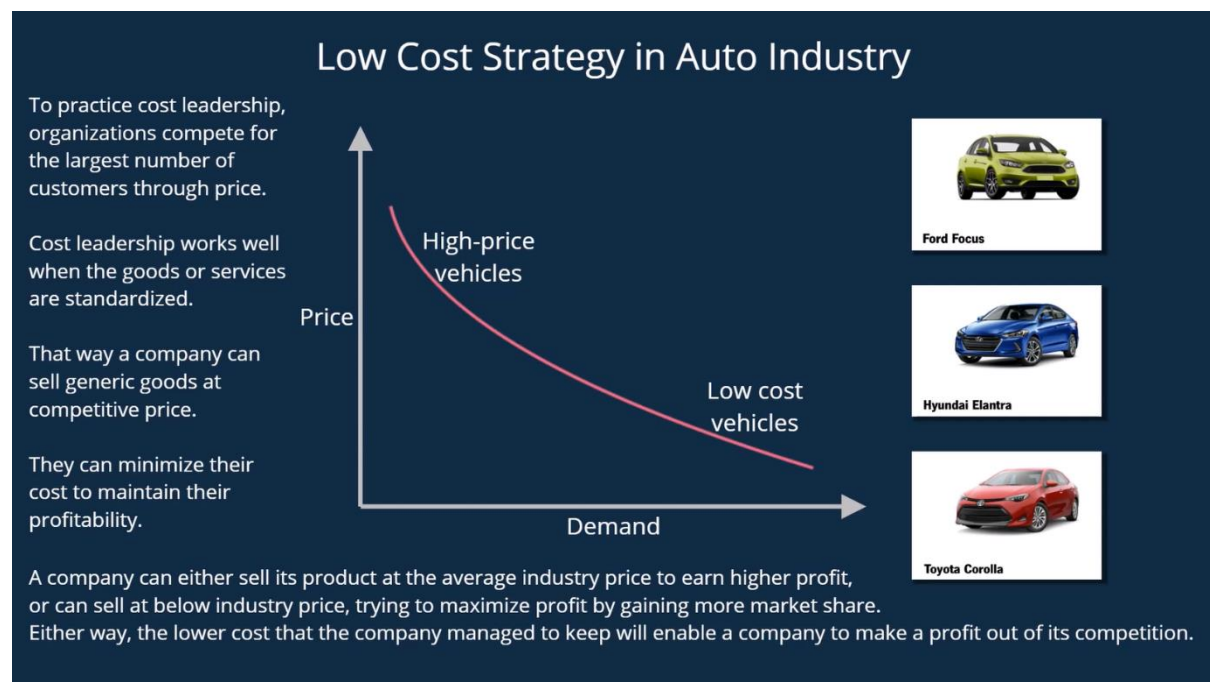 Low Cost Strategy in Auto Industry
To practice cost leadership,
organizations compete for
the largest number of
customers through price.
Cost leadership works well
when the goods or services
are standardized.
That way a company can
sell generic goods at
competitive price.
They can minimize their
cost to maintain their
profitability.
Price
High-price
vehicles
Low cost
vehicles
Demand
Ford Focus
Hyundai Elantra
Toyota Corolla
A company can either sell its product at the average industry price to earn higher profit,
or can sell at below industry price, trying to maximize profit by gaining more market share.
Either way, the lower cost that the company managed to keep will enable a company to make a profit out of its competition.